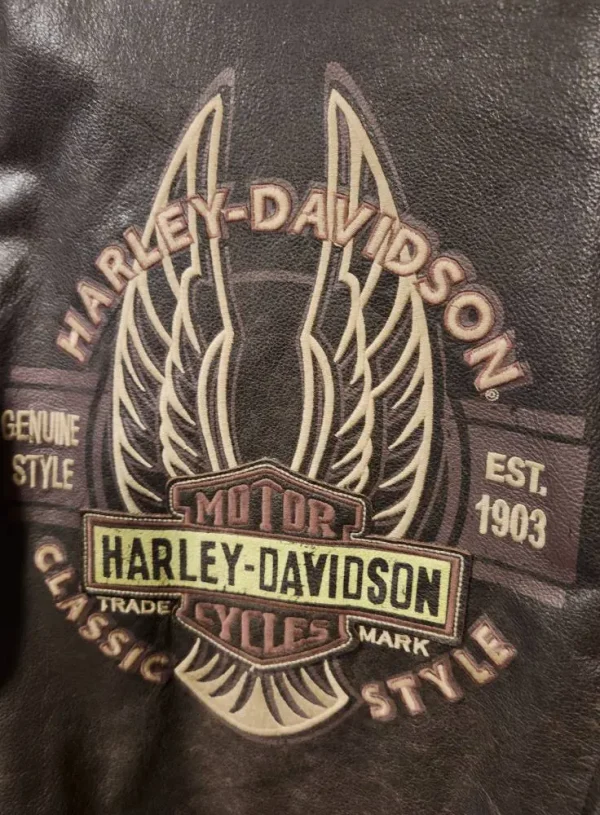 HARLEY-DAVIDSON®
GENUINE
STYLE
EST.
1903
MOTOR
HARLEY-DAVIDSON
TRADE
MARK
CYCLES
CLASSIC STYLE